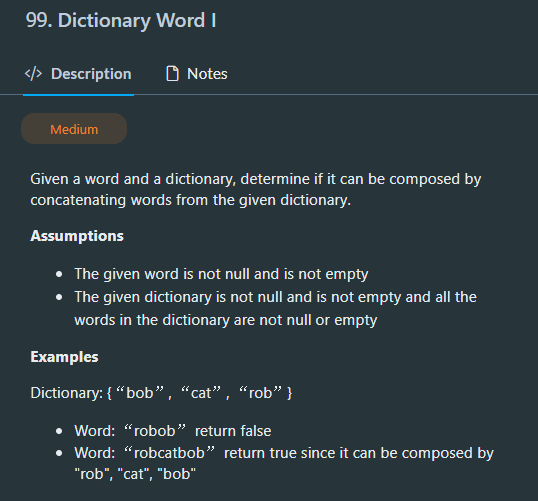 99. Dictionary Word I
</> Description Notes
Medium
Given a word and a dictionary, determine if it can be composed by
concatenating words from the given dictionary.
Assumptions
• The given word is not null and is not empty
• The given dictionary is not null and is not empty and all the
words in the dictionary are not null or empty
Examples
Dictionary: {“bob”, “cat”, “rob”}
• Word: “robob” return false
• Word: “robcatbob” return true since it can be composed by
"rob", "cat", "bob"